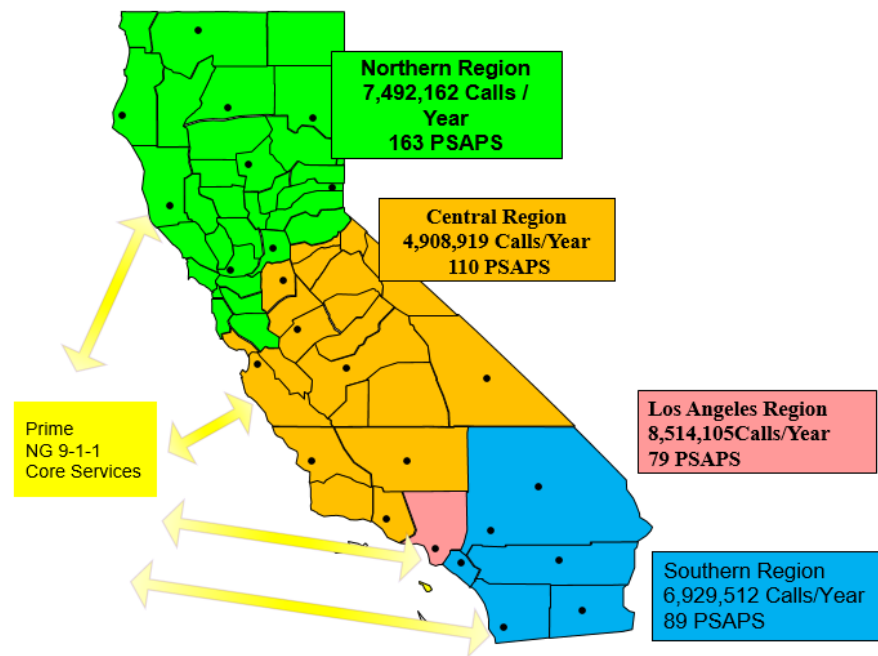 Northern Region
7,492,162 Calls /
Year
163 PSAPS
Central Region
4,908,919 Calls/Year
110 PSAPS
Los Angeles Region
8,514,105Calls/Year
79 PSAPS
Prime
NG 9-1-1
Core Services
Southern Region
6,929,512 Calls/Year
89 PSAPS